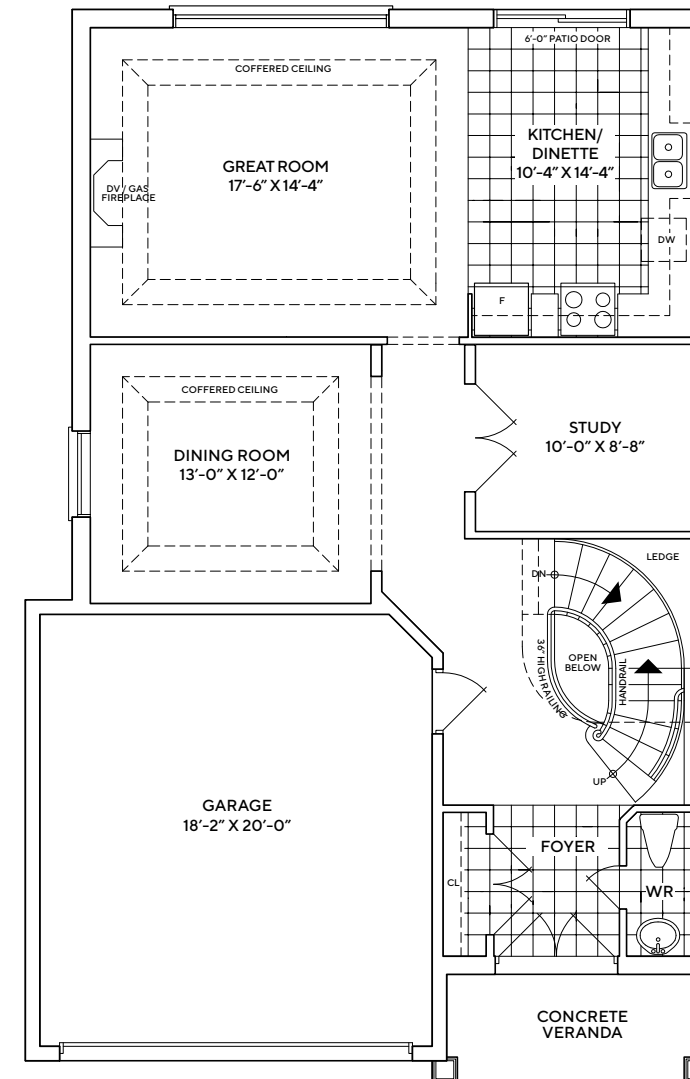 6'-0" PATIO DOOR
COFFERED CEILING
GREAT ROOM
17'-6" X 14'-4"
KITCHEN/
DINETTE
10'-4" X 14'-4"
DV / GAS
FIREPLACE
DW
F
COFFERED CEILING
DINING ROOM
13'-0" X 12'-0"
STUDY
10'-0" X 8'-8"
LEDGE
DN
OPEN
BELOW
36" HIGH RAILING
HANDRAIL
UP
GARAGE
18'-2" X 20'-0"
FOYER
CL
WR
CONCRETE
VERANDA